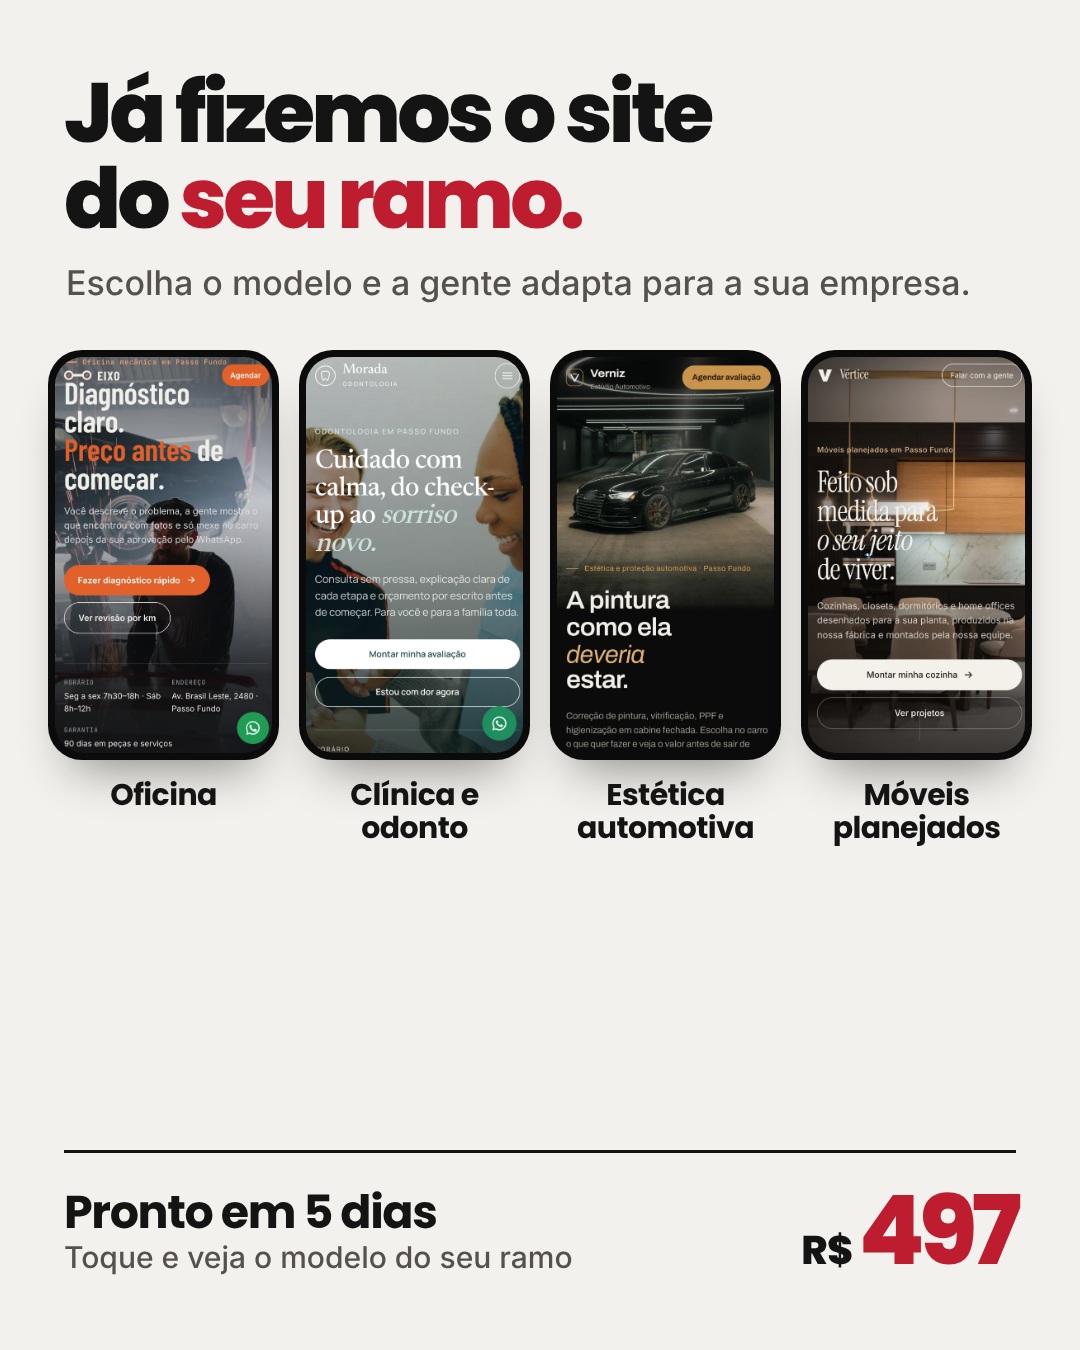 Já fizemos o site
do seu ramo.
Escolha o modelo e a gente adapta para a sua empresa.
Oficina mecânica em Passo Fundo
EIXO
Agendar
Diagnóstico
claro.
Preço antes de
começar.
Você descreve o problema, a gente mostra o
que encontrou com fotos e só mexe no carro
depois da sua aprovação pelo WhatsApp.
Fazer diagnóstico rápido →
Ver revisão por km
HORÁRIO
Seg a sex 7h30–18h · Sáb
8h–12h
ENDEREÇO
Av. Brasil Leste, 2480 ·
Passo Fundo
GARANTIA
90 dias em peças e serviços
Oficina
Morada
ODONTOLOGIA
ODONTOLOGIA EM PASSO FUNDO
Cuidado com
calma, do check-
up ao sorriso
novo.
Consulta sem pressa, explicação clara de
cada etapa e orçamento por escrito antes
de começar. Para você e para a família toda.
Montar minha avaliação
Estou com dor agora
HORÁRIO
Clínica e
odonto
Verniz
Estúdio Automotivo
Agendar avaliação
Estética e proteção automotiva · Passo Fundo
A pintura
como ela
deveria
estar.
Correção de pintura, vitrificação, PPF e
higienização em cabine fechada. Escolha no carro
o que quer fazer e veja o valor antes de sair de
Estética
automotiva
Vértice
Falar com a gente
Móveis planejados em Passo Fundo
Feito sob
medida para
o seu jeito
de viver.
Cozinhas, closets, dormitórios e home offices
desenhados para a sua planta, produzidos na
nossa fábrica e montados pela nossa equipe.
Montar minha cozinha →
Ver projetos
Móveis
planejados
Pronto em 5 dias
Toque e veja o modelo do seu ramo
R$ 497